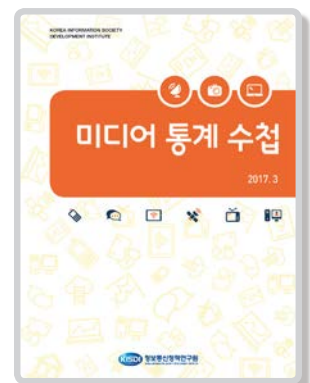 KOREA INFORMATION SOCIETY
DEVELOPMENT INSTITUTE
미디어 통계 수첩
2017. 3
KISDI 정보통신정책연구원